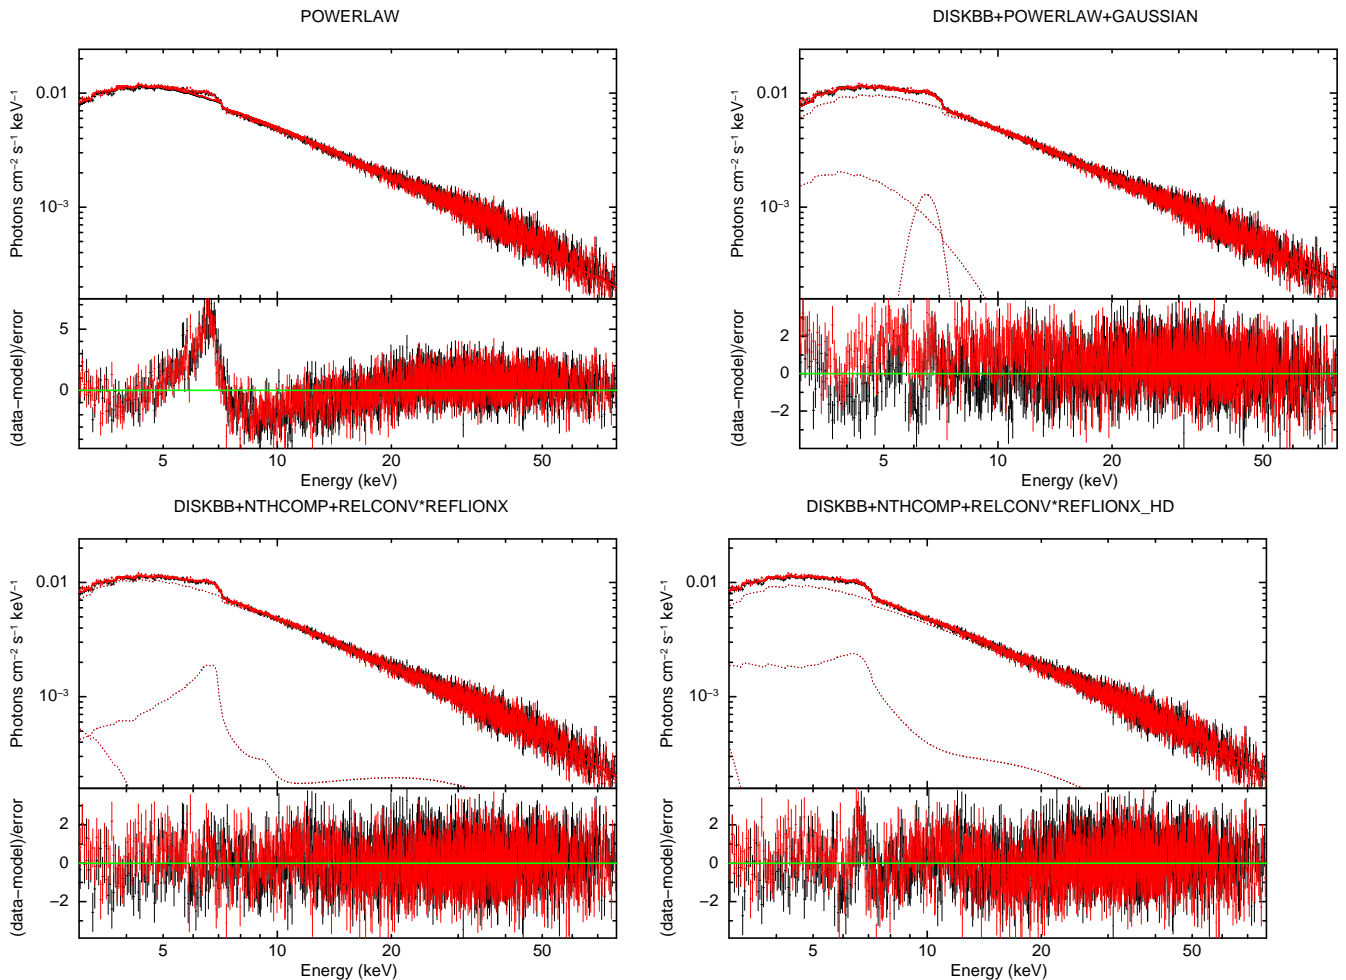 POWERLAW
Photons cm−2 s−1 keV−1
0.01
10−3
(data−model)/error
5
0
5 10 20 50
Energy (keV)
DISKBB+POWERLAW+GAUSSIAN
Photons cm−2 s−1 keV−1
0.01
10−3
(data−model)/error
2
0
−2
5 10 20 50
Energy (keV)
DISKBB+NTHCOMP+RELCONV*REFLIONX
Photons cm−2 s−1 keV−1
0.01
10−3
(data−model)/error
2
0
−2
5 10 20 50
Energy (keV)
DISKBB+NTHCOMP+RELCONV*REFLIONX_HD
Photons cm−2 s−1 keV−1
0.01
10−3
(data−model)/error
2
0
−2
5 10 20 50
Energy (keV)